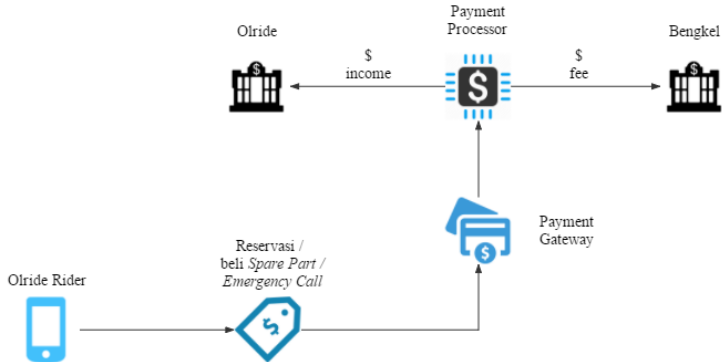 Payment
Processor
Olride
Bengkel
$
income
$
fee
$
$
$
Payment
Gateway
$
Reservasi /
beli Spare Part /
Emergency Call
Olride Rider
$